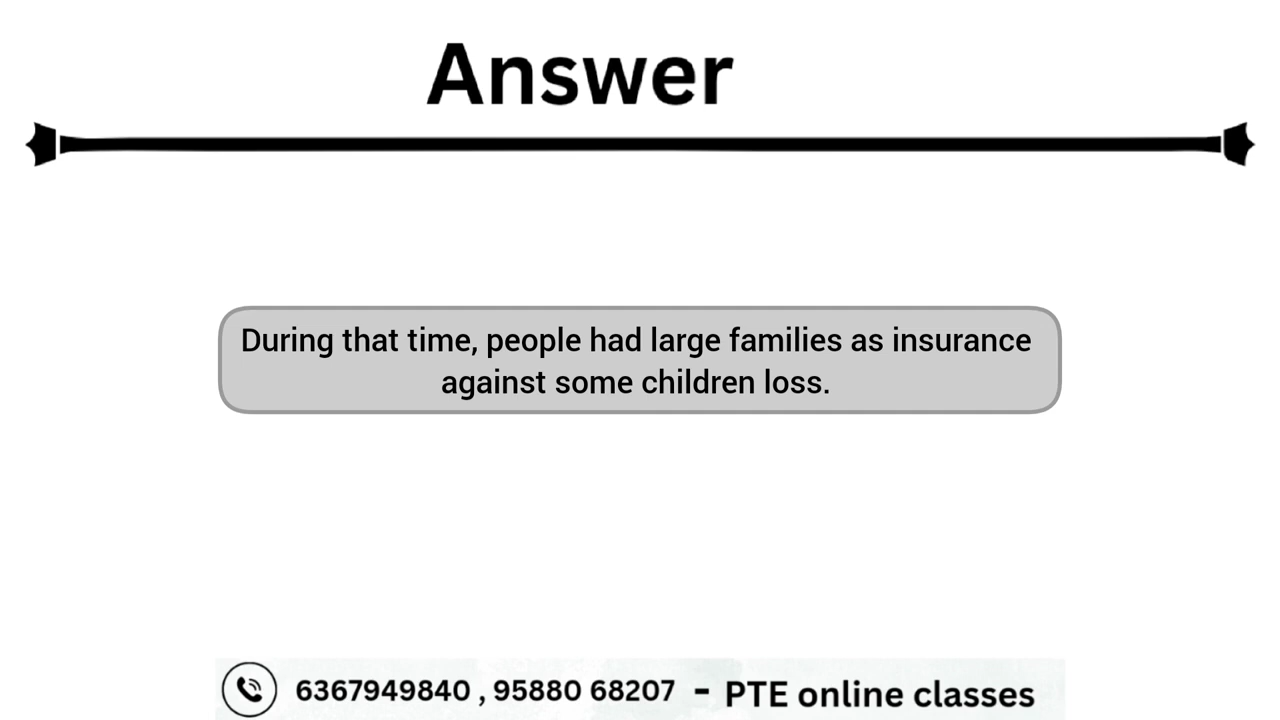 Answer
During that time, people had large families as insurance
against some children loss.
6367949840 , 95880 68207 - PTE online classes